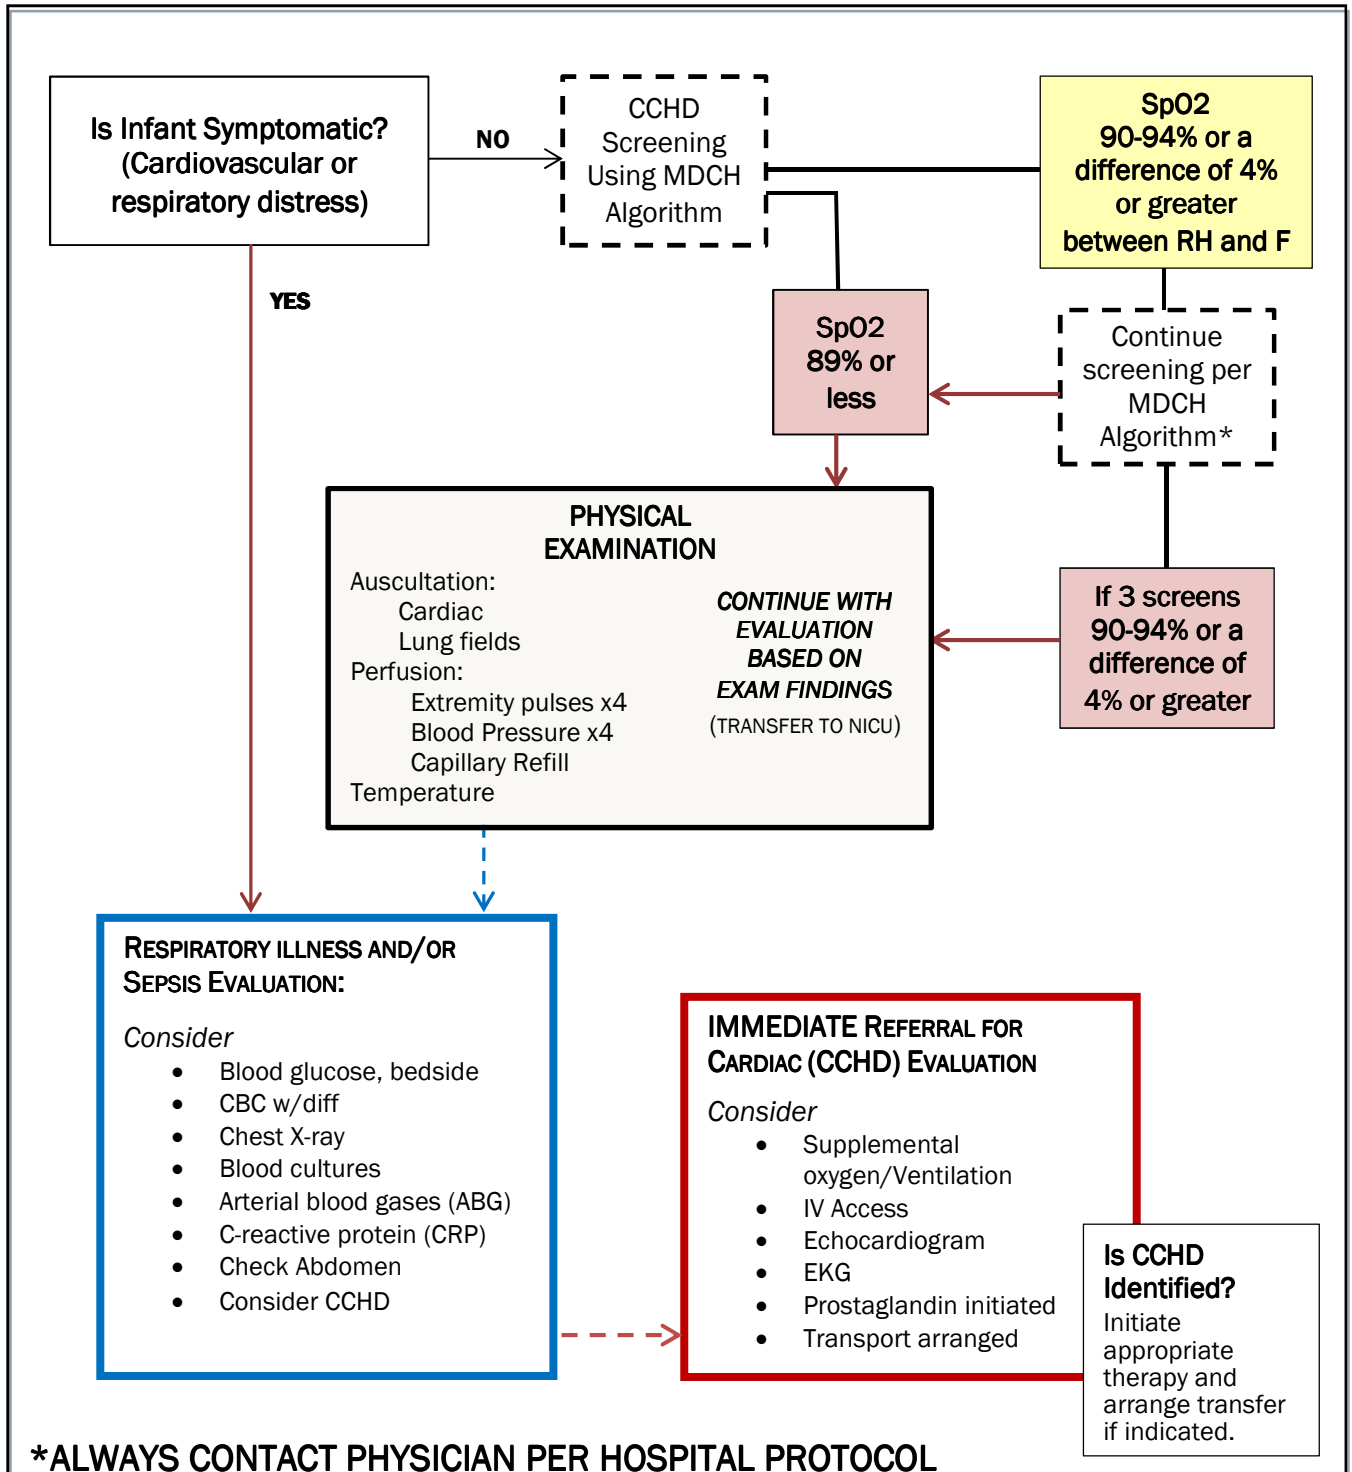 Is Infant Symptomatic?
(Cardiovascular or
respiratory distress)
NO
CCHD
Screening
Using MDCH
Algorithm
SpO2
90-94% or a
difference of 4%
or greater
between RH and F
YES
SpO2
89% or
less
Continue
screening per
MDCH
Algorithm*
PHYSICAL
EXAMINATION
Auscultation:
Cardiac
Lung fields
Perfusion:
Extremity pulses x4
Blood Pressure x4
Capillary Refill
Temperature
CONTINUE WITH
EVALUATION
BASED ON
EXAM FINDINGS
(TRANSFER TO NICU)
If 3 screens
90-94% or a
difference of
4% or greater
RESPIRATORY ILLNESS AND/OR
SEPSIS EVALUATION:
Consider
• Blood glucose, bedside
• CBC w/diff
• Chest X-ray
• Blood cultures
• Arterial blood gases (ABG)
• C-reactive protein (CRP)
• Check Abdomen
• Consider CCHD
IMMEDIATE REFERRAL FOR
CARDIAC (CCHD) EVALUATION
Consider
• Supplemental
oxygen/Ventilation
• IV Access
• Echocardiogram
• EKG
• Prostaglandin initiated
• Transport arranged
Is CCHD
Identified?
Initiate
appropriate
therapy and
arrange transfer
if indicated.
*ALWAYS CONTACT PHYSICIAN PER HOSPITAL PROTOCOL